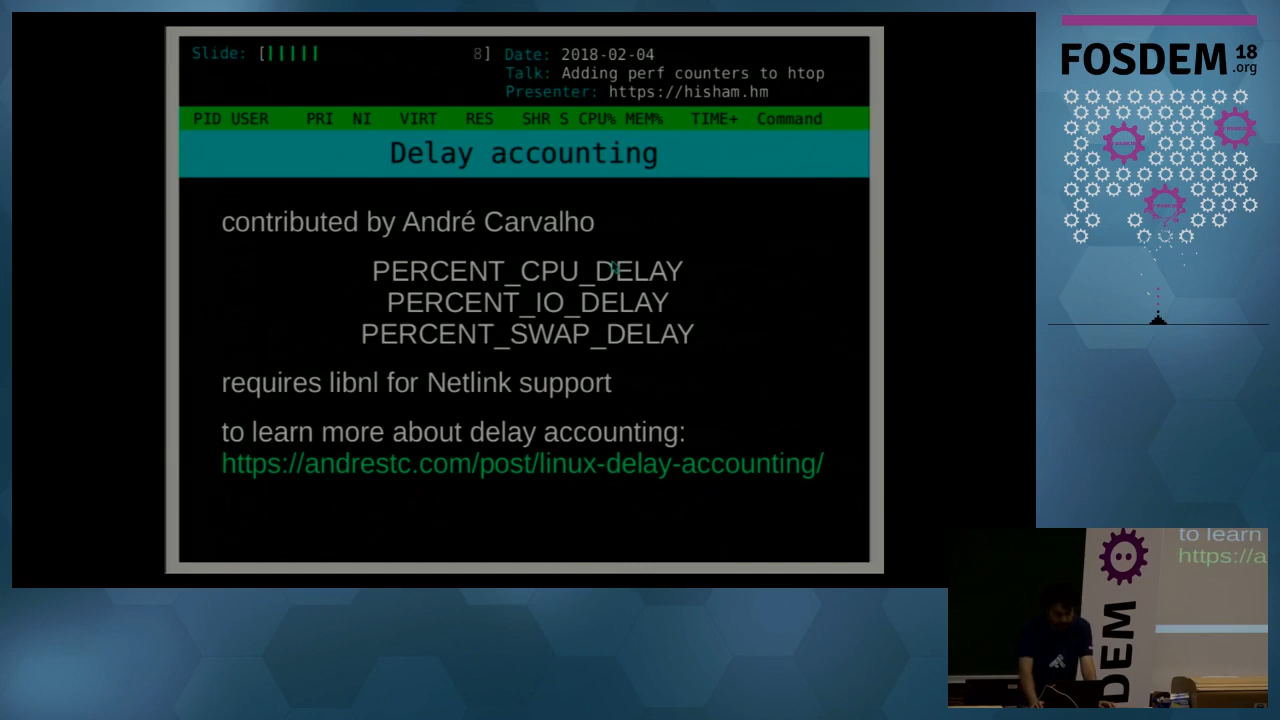 Slide: [||||| 8]
Date: 2018-02-04
Talk: Adding perf counters to htop
Presenter: https://hisham.hm
PID USER PRI NI VIRT RES SHR S CPU% MEM% TIME+ Command
Delay accounting
contributed by André Carvalho
PERCENT_CPU_DELAY
PERCENT_IO_DELAY
PERCENT_SWAP_DELAY
requires libnl for Netlink support
to learn more about delay accounting:
https://andrestc.com/post/linux-delay-accounting/
FOSDEM 18
.org
to learn
https://a
DEM